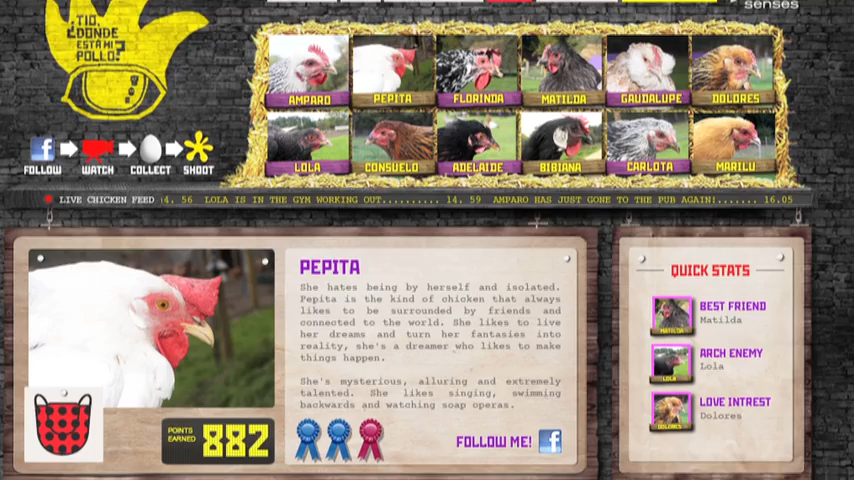 senses
¿TIO,
¿DONDE
ESTÁ MI
POLLO?
AMPARO
PEPITA
FLORINDA
MATILDA
GAUDALUPE
DOLORES
LOLA
CONSUELO
ADELAIDE
BIBIANA
CARLOTA
MARILU
FOLLOW
WATCH
COLLECT
SHOOT
LIVE CHICKEN FEED 4. 56 LOLA IS IN THE GYM WORKING OUT.......... 14. 59 AMPARO HAS JUST GONE TO THE PUB AGAIN!....... 16.05
PEPITA
She hates being by herself and isolated.
Pepita is the kind of chicken that always
likes to be surrounded by friends and
connected to the world. She likes to live
her dreams and turn her fantasies into
reality, she's a dreamer who likes to make
things happen.
She's mysterious, alluring and extremely
talented. She likes singing, swimming
backwards and watching soap operas.
POINTS
EARNED
882
FOLLOW ME!
QUICK STATS
BEST FRIEND
Matilda
MATILDA
ARCH ENEMY
Lola
LOLA
LOVE INTREST
Dolores
DOLORES